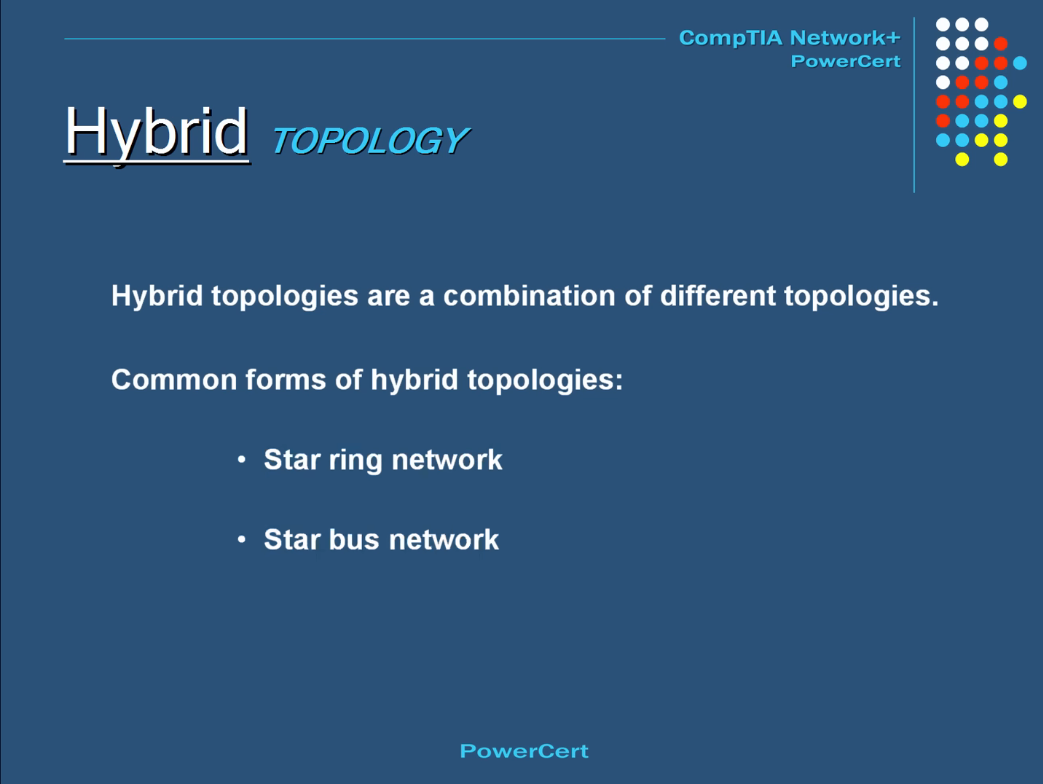 CompTIA Network+
PowerCert
Hybrid TOPOLOGY
Hybrid topologies are a combination of different topologies.
Common forms of hybrid topologies:
• Star ring network
• Star bus network
PowerCert